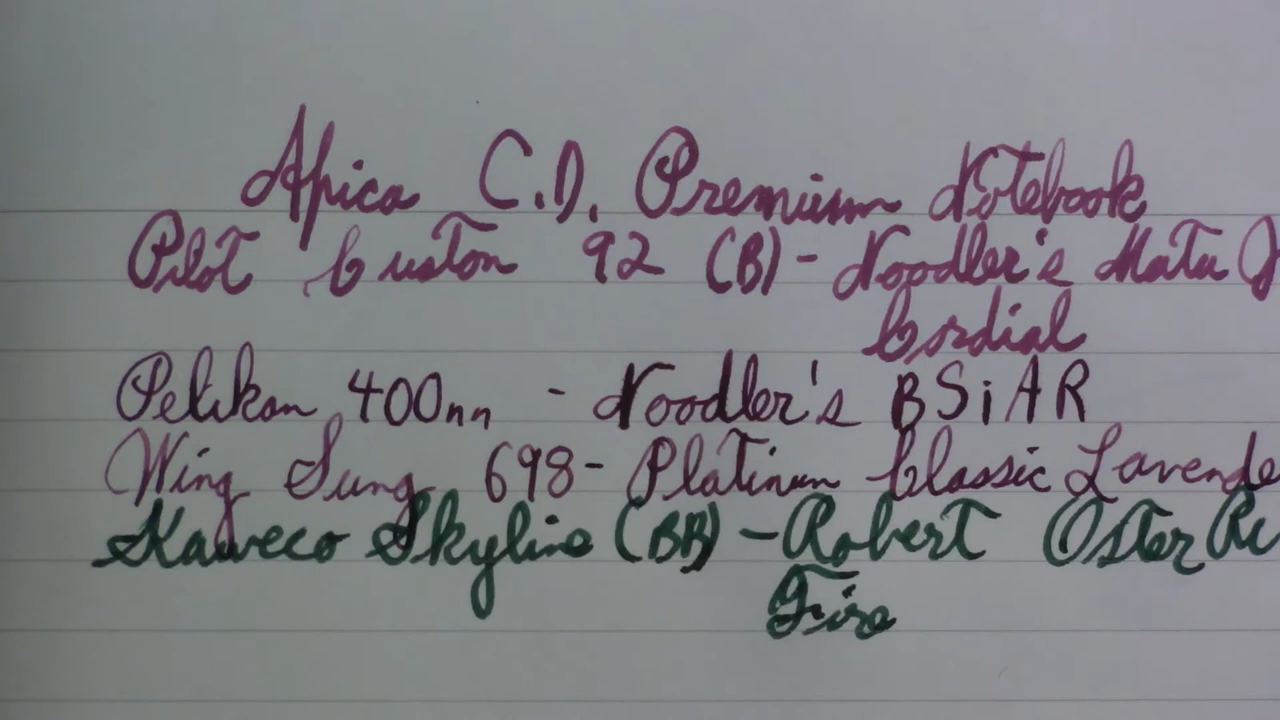 Apica C.D. Premium Notebook
Pilot Custom 92 (B) - Noodler's Mata
Cordial
Pelikan 400nn - Noodler's BSiAR
Wing Sung 698 - Platinum Classic Lavende
Kaweco Skyline (BB) - Robert Oster
Fire